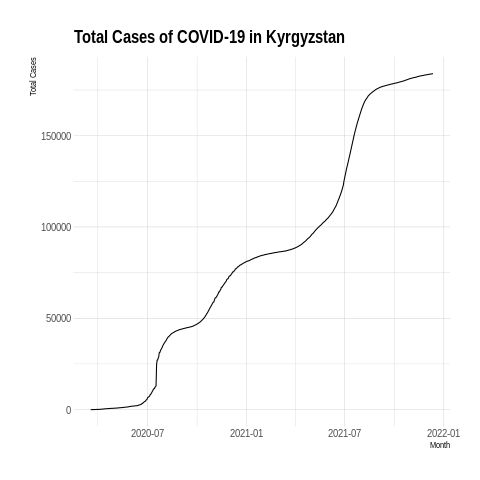 Total Cases of COVID-19 in Kyrgyzstan
Total Cases
150000
100000
50000
0
2020-07 2021-01 2021-07 2022-01
Month